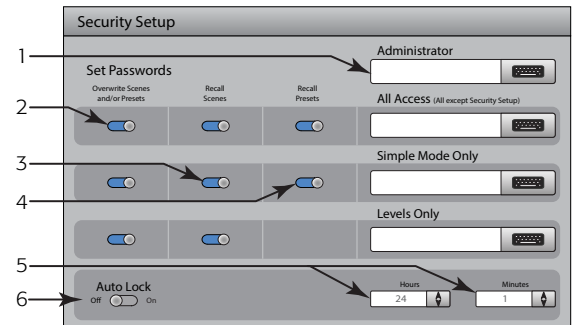 Security Setup
1
Administrator
Set Passwords
Overwrite Scenes
and/or Presets
Recall
Scenes
Recall
Presets
2
All Access (All except Security Setup)
3
Simple Mode Only
4
Levels Only
5
Auto Lock
Off On
6
Hours
24
Minutes
1